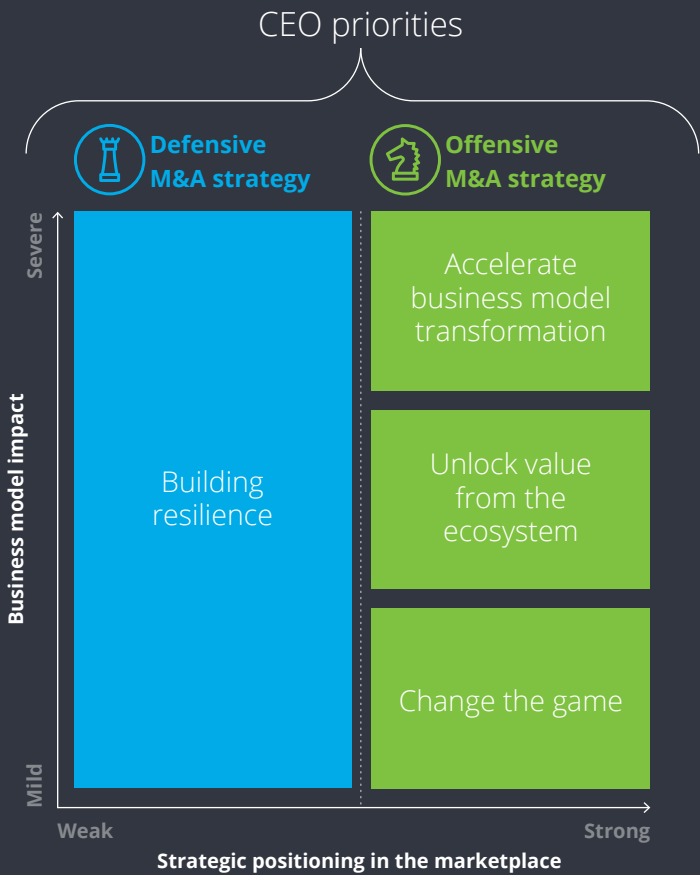 CEO priorities
Defensive
M&A strategy
Offensive
M&A strategy
Severe
Business model impact
Mild
Building
resilience
Accelerate
business model
transformation
Unlock value
from the
ecosystem
Change the game
Weak
Strong
Strategic positioning in the marketplace